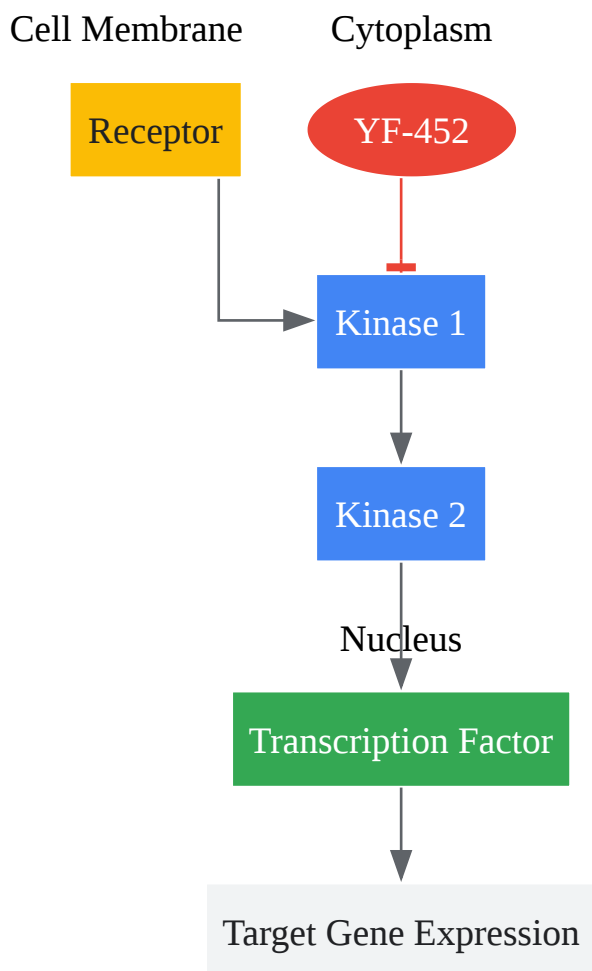 Cell Membrane
Cytoplasm
Receptor
YF-452
Kinase 1
Kinase 2
Nucleus
Transcription Factor
Target Gene Expression